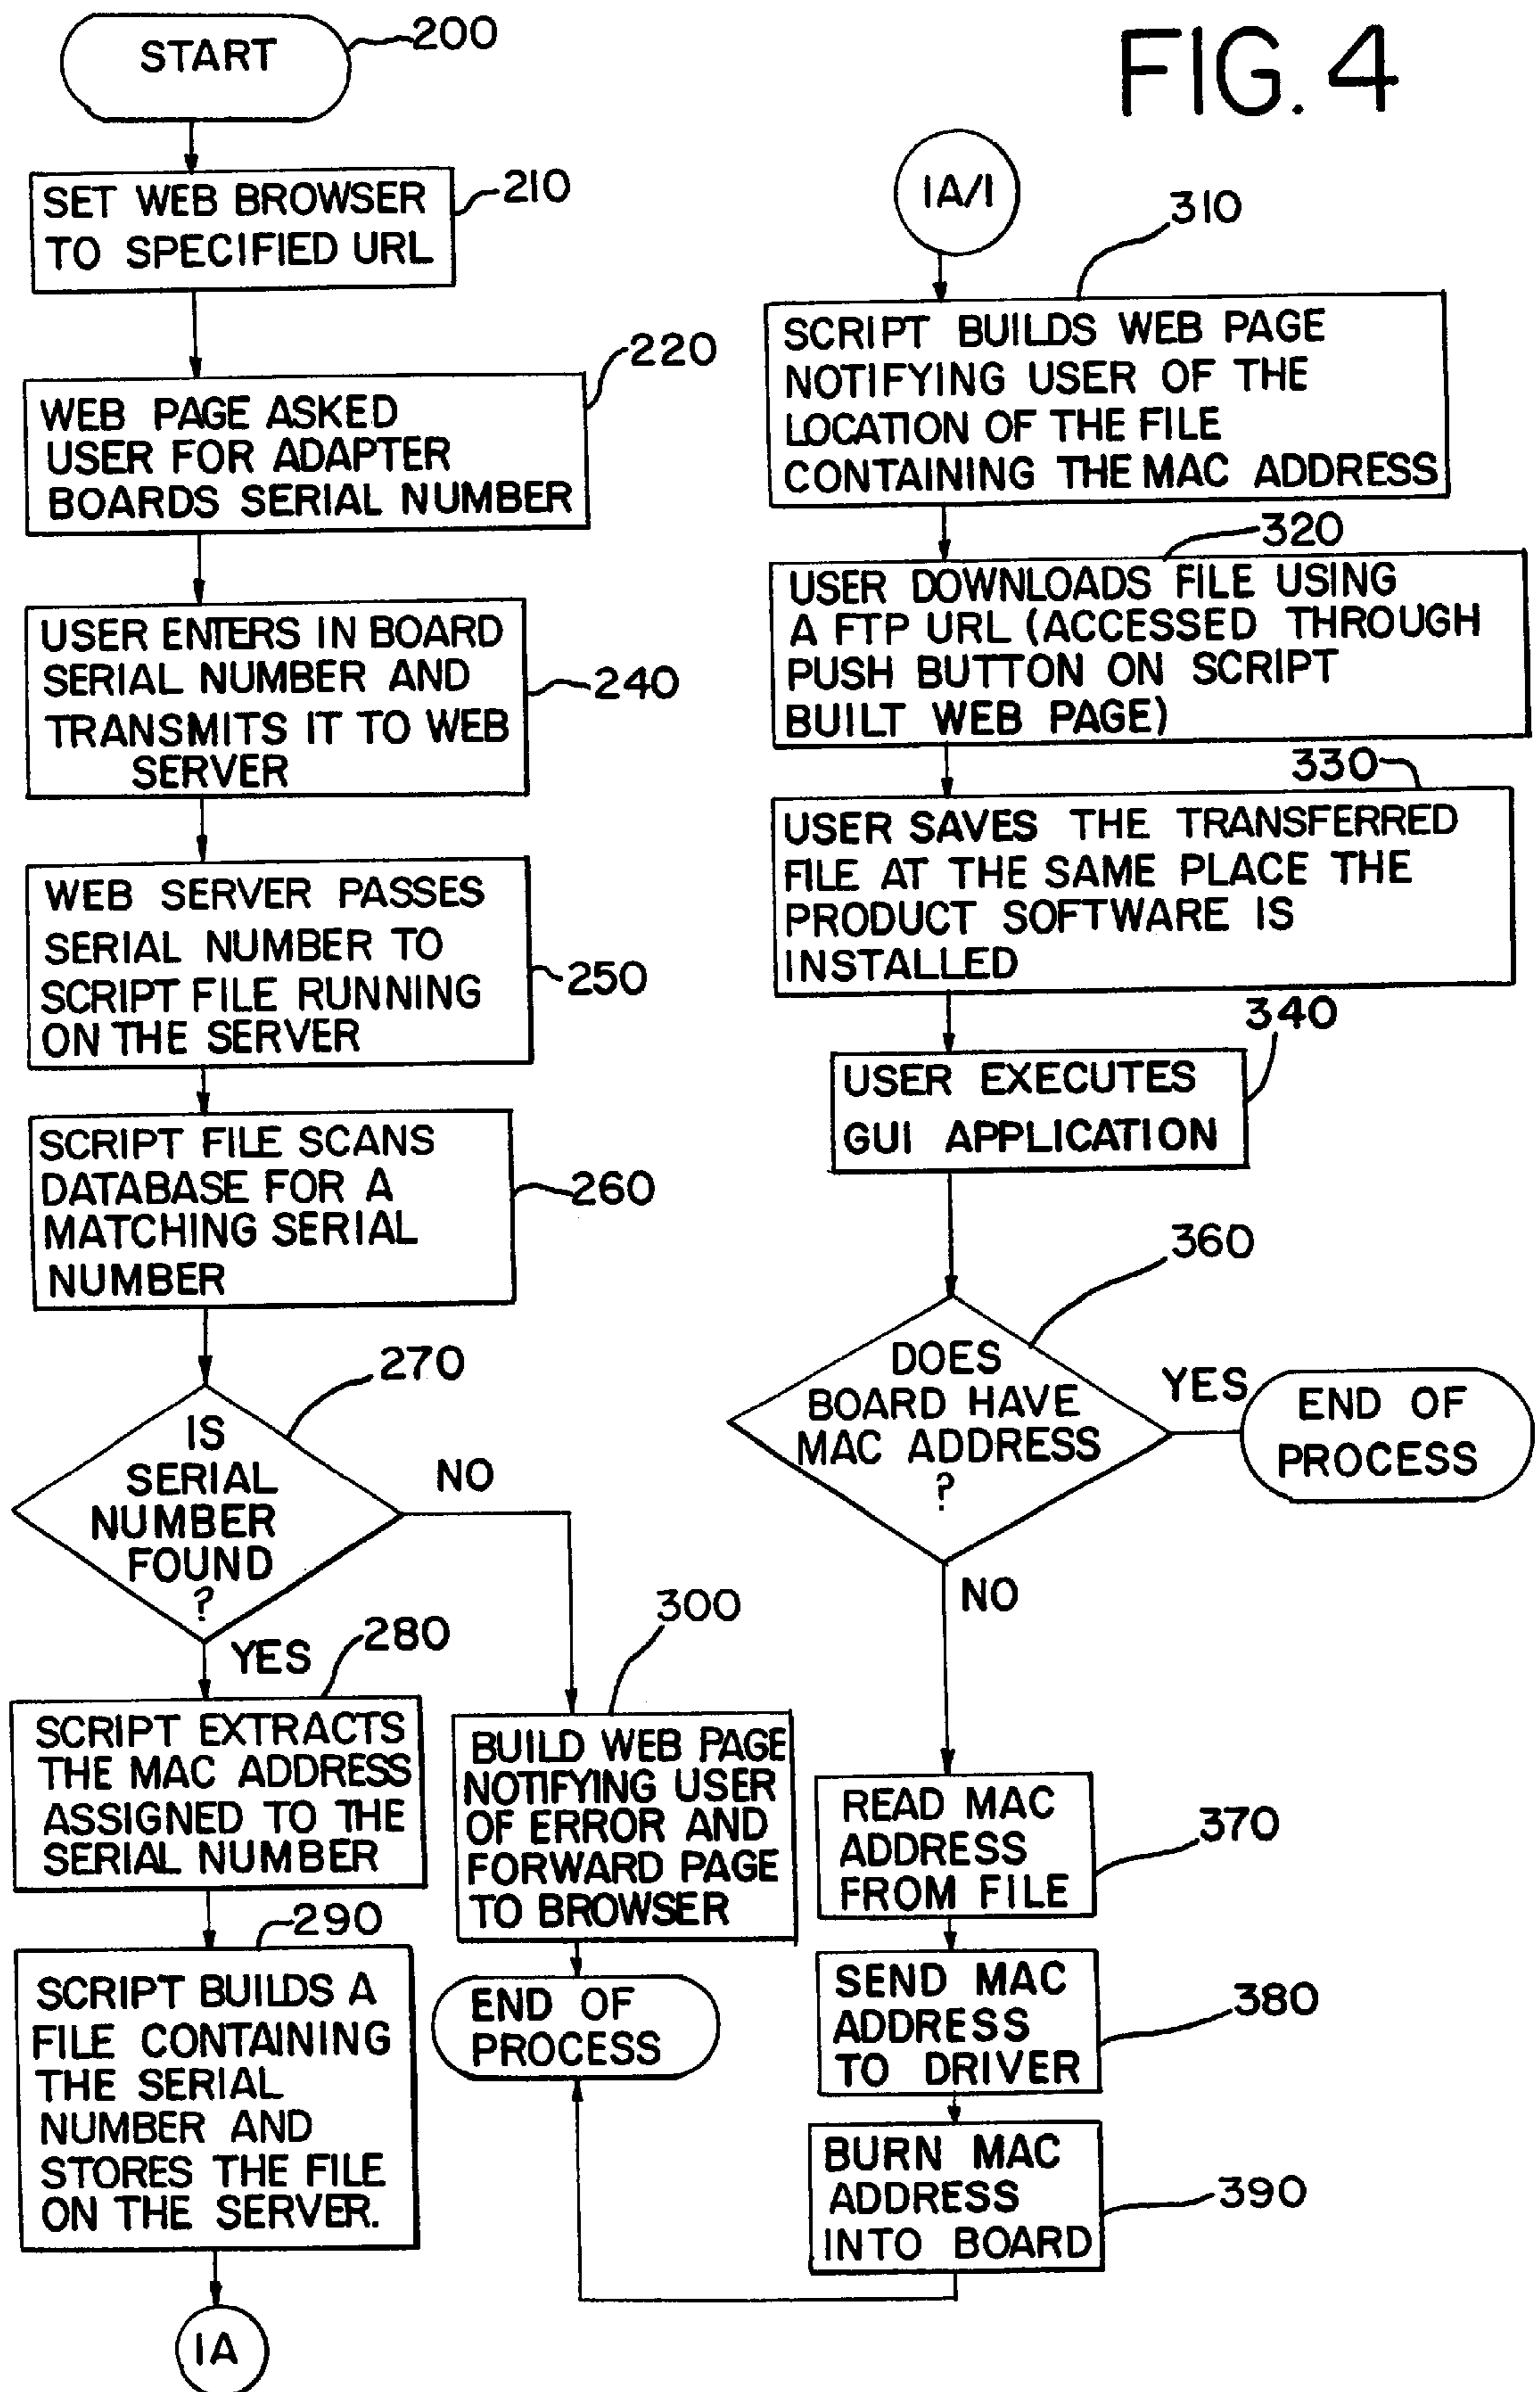 FIG. 4
START
200
SET WEB BROWSER
TO SPECIFIED URL
210
WEB PAGE ASKED
USER FOR ADAPTER
BOARDS SERIAL NUMBER
220
USER ENTERS IN BOARD
SERIAL NUMBER AND
TRANSMITS IT TO WEB
SERVER
240
WEB SERVER PASSES
SERIAL NUMBER TO
SCRIPT FILE RUNNING
ON THE SERVER
250
SCRIPT FILE SCANS
DATABASE FOR A
MATCHING SERIAL
NUMBER
260
270
IS
SERIAL
NUMBER
FOUND
?
NO
YES
280
SCRIPT EXTRACTS
THE MAC ADDRESS
ASSIGNED TO THE
SERIAL NUMBER
290
SCRIPT BUILDS A
FILE CONTAINING
THE SERIAL
NUMBER AND
STORES THE FILE
ON THE SERVER.
1A
300
BUILD WEB PAGE
NOTIFYING USER
OF ERROR AND
FORWARD PAGE
TO BROWSER
END OF
PROCESS
1A/1
310
SCRIPT BUILDS WEB PAGE
NOTIFYING USER OF THE
LOCATION OF THE FILE
CONTAINING THE MAC ADDRESS
320
USER DOWNLOADS FILE USING
A FTP URL (ACCESSED THROUGH
PUSH BUTTON ON SCRIPT
BUILT WEB PAGE)
330
USER SAVES THE TRANSFERRED
FILE AT THE SAME PLACE THE
PRODUCT SOFTWARE IS
INSTALLED
340
USER EXECUTES
GUI APPLICATION
360
DOES
BOARD HAVE
MAC ADDRESS
?
YES
END OF
PROCESS
NO
READ MAC
ADDRESS
FROM FILE
370
SEND MAC
ADDRESS
TO DRIVER
380
BURN MAC
ADDRESS
INTO BOARD
390